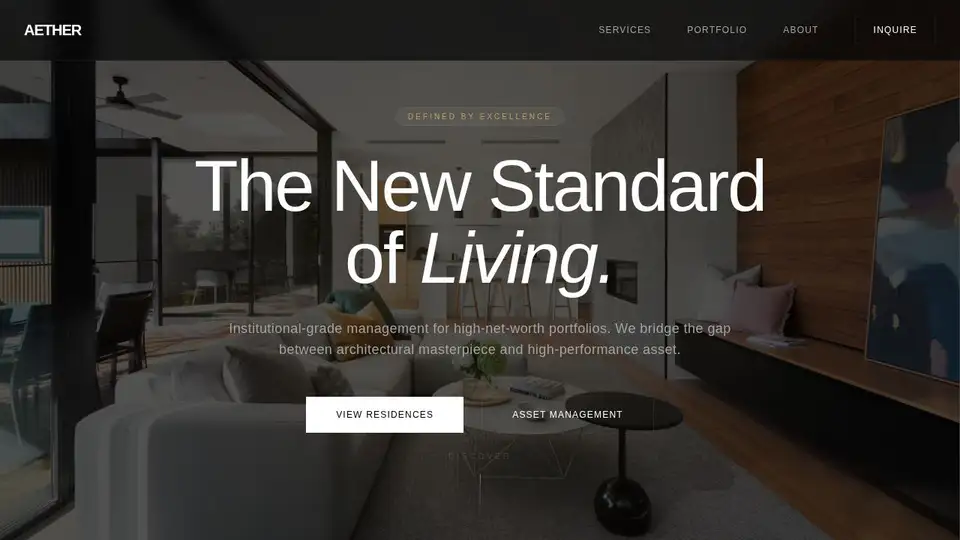 AETHER
SERVICES PORTFOLIO ABOUT INQUIRE
DEFINED BY EXCELLENCE
The New Standard
of Living.
Institutional-grade management for high-net-worth portfolios. We bridge the gap
between architectural masterpiece and high-performance asset.
VIEW RESIDENCES ASSET MANAGEMENT
DISCOVER